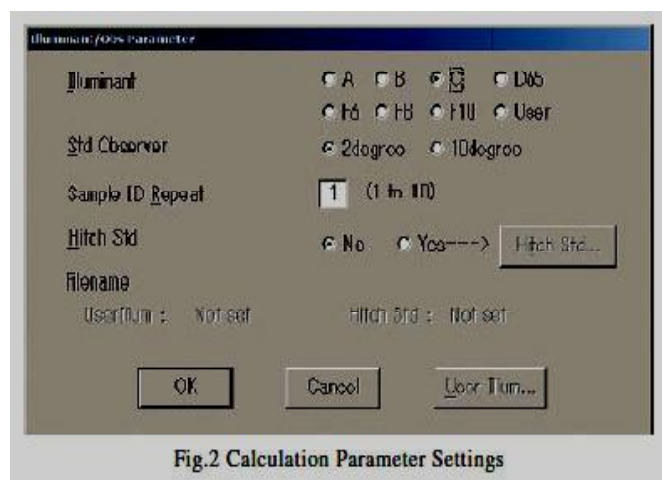 Illuminant/Obs Parameter
Illuminant A B C D65
F6 F8 F10 User
Std Observer 2degree 10degree
Sample ID Repeat 1 (1 to 10)
Hitch Std No Yes---> Hitch Std...
Filename
UserIllum : Not set Hitch Std : Not set
OK Cancel User Illum...
Fig.2 Calculation Parameter Settings